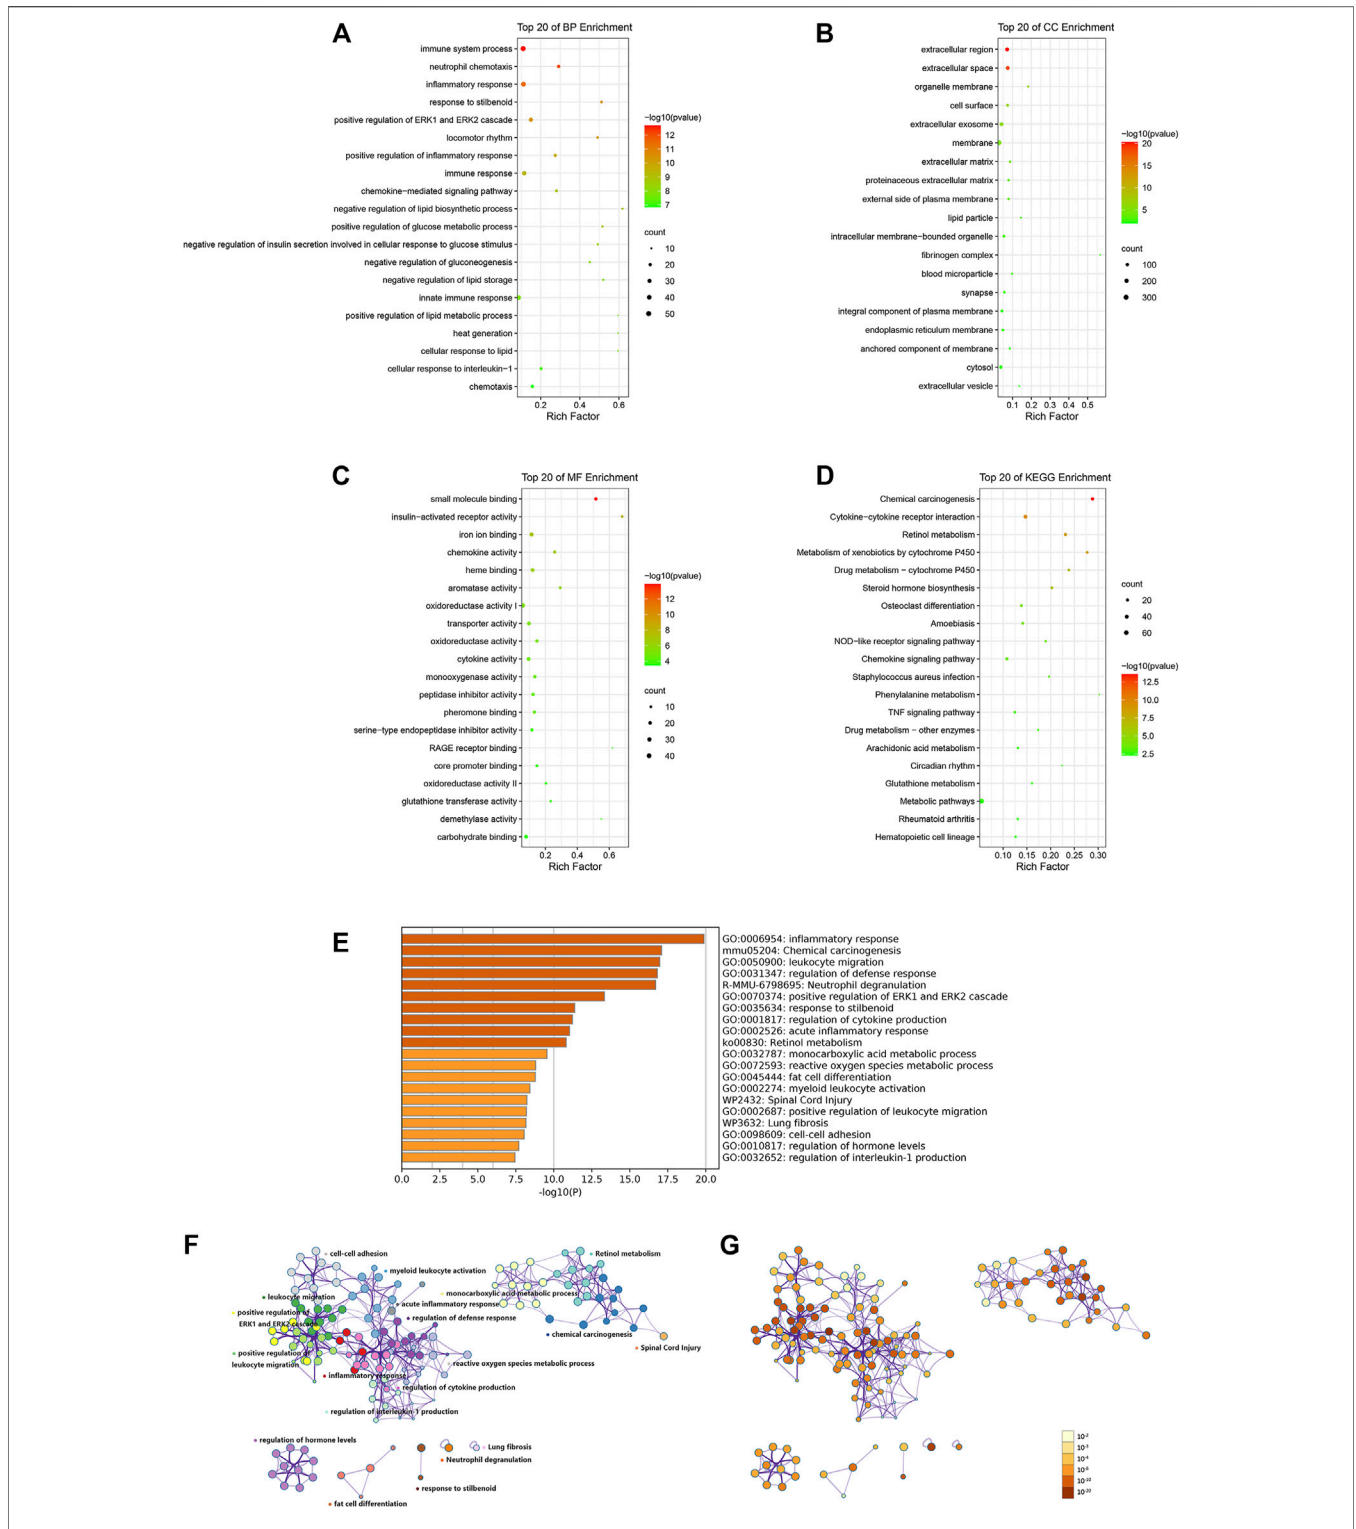 A
Top 20 of BP Enrichment
immune system process
neutrophil chemotaxis
inflammatory response
response to stilbenoid
positive regulation of ERK1 and ERK2 cascade
locomotor rhythm
positive regulation of inflammatory response
immune response
chemokine-mediated signaling pathway
negative regulation of lipid biosynthetic process
positive regulation of glucose metabolic process
negative regulation of insulin secretion involved in cellular response to glucose stimulus
negative regulation of gluconeogenesis
negative regulation of lipid storage
innate immune response
positive regulation of lipid metabolic process
heat generation
cellular response to lipid
cellular response to interleukin−1
chemotaxis
0.2 0.4 0.6
Rich Factor
−log10(pvalue)
12
11
10
9
8
7
count
10
20
30
40
50
B
Top 20 of CC Enrichment
extracellular region
extracellular space
organelle membrane
cell surface
extracellular exosome
membrane
extracellular matrix
proteinaceous extracellular matrix
external side of plasma membrane
lipid particle
intracellular membrane−bounded organelle
fibrinogen complex
blood microparticle
synapse
integral component of plasma membrane
endoplasmic reticulum membrane
anchored component of membrane
cytosol
extracellular vesicle
0.1 0.2 0.3 0.4 0.5
Rich Factor
−log10(pvalue)
20
15
10
5
count
100
200
300
C
Top 20 of MF Enrichment
small molecule binding
insulin-activated receptor activity
iron ion binding
chemokine activity
heme binding
aromatase activity
oxidoreductase activity I
transporter activity
oxidoreductase activity
cytokine activity
monooxygenase activity
peptidase inhibitor activity
pheromone binding
serine-type endopeptidase inhibitor activity
RAGE receptor binding
core promoter binding
oxidoreductase activity II
glutathione transferase activity
demethylase activity
carbohydrate binding
0.2 0.4 0.6
Rich Factor
−log10(pvalue)
12
10
8
6
4
count
10
20
30
40
D
Top 20 of KEGG Enrichment
Chemical carcinogenesis
Cytokine−cytokine receptor interaction
Retinol metabolism
Metabolism of xenobiotics by cytochrome P450
Drug metabolism − cytochrome P450
Steroid hormone biosynthesis
Osteoclast differentiation
Amoebiasis
NOD−like receptor signaling pathway
Chemokine signaling pathway
Staphylococcus aureus infection
Phenylalanine metabolism
TNF signaling pathway
Drug metabolism − other enzymes
Arachidonic acid metabolism
Circadian rhythm
Glutathione metabolism
Metabolic pathways
Rheumatoid arthritis
Hematopoietic cell lineage
0.10 0.15 0.20 0.25 0.30
Rich Factor
count
20
40
60
−log10(pvalue)
12.5
10.0
7.5
5.0
2.5
E
GO:0006954: inflammatory response
mmu05204: Chemical carcinogenesis
GO:0050900: leukocyte migration
GO:0031347: regulation of defense response
R-MMU-6798695: Neutrophil degranulation
GO:0070374: positive regulation of ERK1 and ERK2 cascade
GO:0035634: response to stilbenoid
GO:0001817: regulation of cytokine production
GO:0002526: acute inflammatory response
ko00830: Retinol metabolism
GO:0032787: monocarboxylic acid metabolic process
GO:0072593: reactive oxygen species metabolic process
GO:0045444: fat cell differentiation
GO:0002274: myeloid leukocyte activation
WP2432: Spinal Cord Injury
GO:0002687: positive regulation of leukocyte migration
WP3632: Lung fibrosis
GO:0098609: cell-cell adhesion
GO:0010817: regulation of hormone levels
GO:0032652: regulation of interleukin-1 production
0.0 2.5 5.0 7.5 10.0 12.5 15.0 17.5 20.0
-log10(P)
F
cell-cell adhesion
myeloid leukocyte activation
Retinol metabolism
leukocyte migration
monocarboxylic acid metabolic process
acute inflammatory response
positive regulation of
ERK1 and ERK2 cascade
regulation of defense response
chemical carcinogenesis
Spinal Cord Injury
positive regulation of
leukocyte migration
reactive oxygen species metabolic process
inflammatory response
regulation of cytokine production
regulation of interleukin-1 production
regulation of hormone levels
Lung fibrosis
Neutrophil degranulation
response to stilbenoid
fat cell differentiation
G
10-2
10-3
10-4
10-6
10-10
10-20